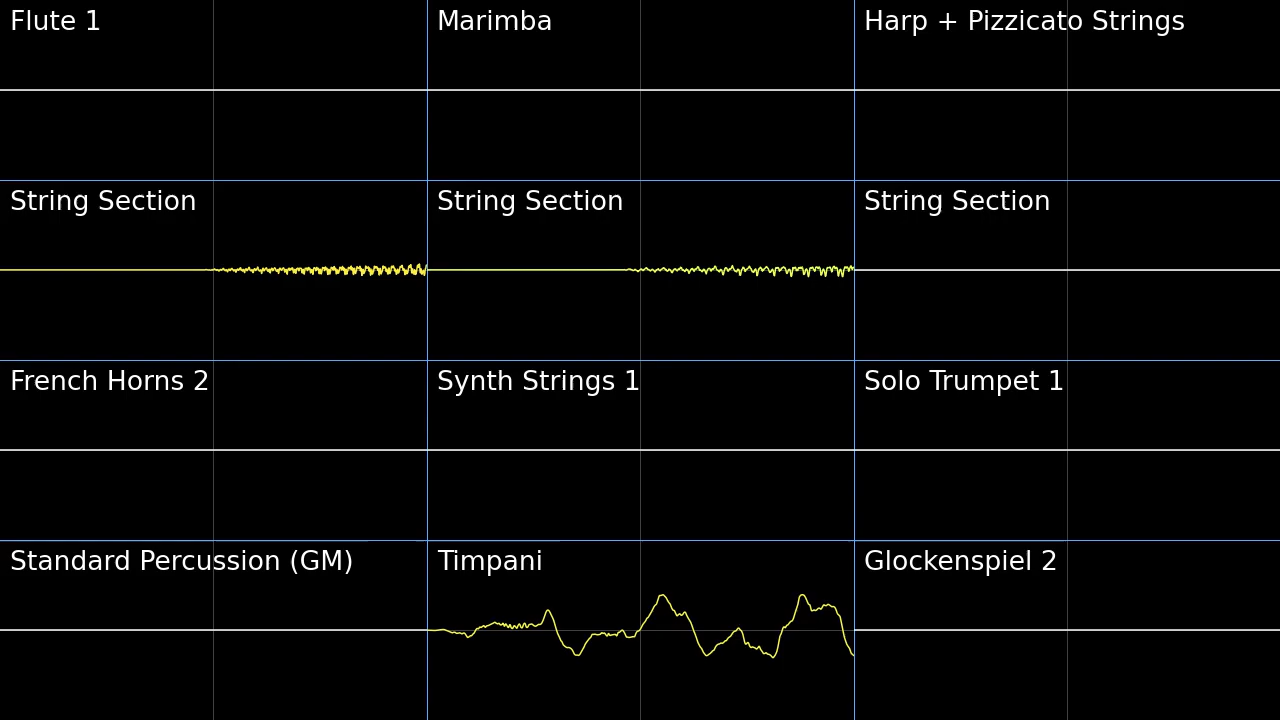 Flute 1
Marimba
Harp + Pizzicato Strings
String Section
String Section
String Section
French Horns 2
Synth Strings 1
Solo Trumpet 1
Standard Percussion (GM)
Timpani
Glockenspiel 2